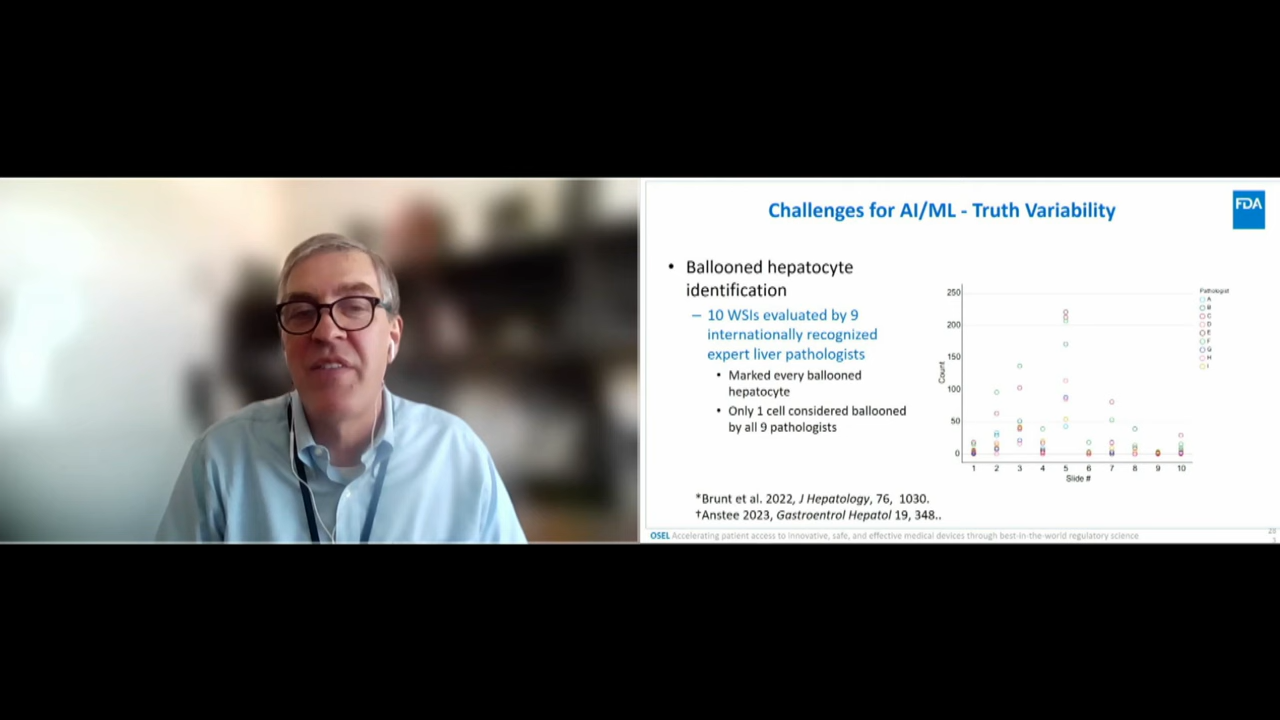 Challenges for AI/ML - Truth Variability
FDA
• Ballooned hepatocyte
identification
– 10 WSIs evaluated by 9
internationally recognized
expert liver pathologists
• Marked every ballooned
hepatocyte
• Only 1 cell considered ballooned
by all 9 pathologists
250
200
150
100
50
0
Count
1 2 3 4 5 6 7 8 9 10
Slide #
Pathologist
A
B
C
D
E
F
G
H
I
*Brunt et al. 2022, J Hepatology, 76, 1030.
†Anstee 2023, Gastroentrol Hepatol 19, 348..
OSEL Accelerating patient access to innovative, safe, and effective medical devices through best-in-the-world regulatory science